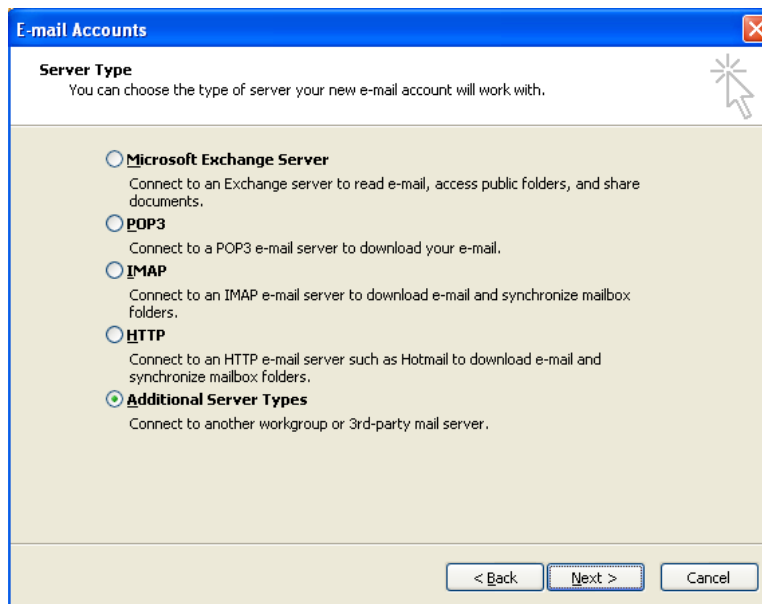 E-mail Accounts
Server Type
You can choose the type of server your new e-mail account will work with.
Microsoft Exchange Server
Connect to an Exchange server to read e-mail, access public folders, and share
documents.
POP3
Connect to a POP3 e-mail server to download your e-mail.
IMAP
Connect to an IMAP e-mail server to download e-mail and synchronize mailbox
folders.
HTTP
Connect to an HTTP e-mail server such as Hotmail to download e-mail and
synchronize mailbox folders.
Additional Server Types
Connect to another workgroup or 3rd-party mail server.
< Back Next > Cancel